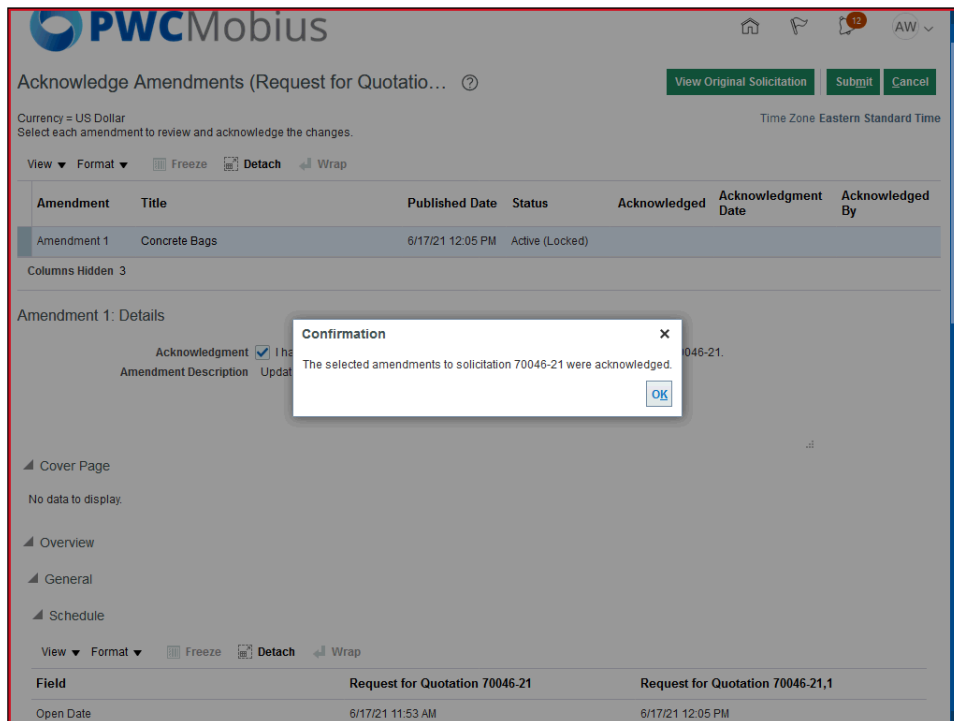 PWCMobius
12
AW
Acknowledge Amendments (Request for Quotatio...
View Original Solicitation
Submit
Cancel
Currency = US Dollar
Time Zone Eastern Standard Time
Select each amendment to review and acknowledge the changes.
View Format Freeze Detach Wrap
Amendment Title Published Date Status Acknowledged Acknowledgment Date Acknowledged By
Amendment 1 Concrete Bags 6/17/21 12:05 PM Active (Locked)
Columns Hidden 3
Amendment 1: Details
Confirmation
The selected amendments to solicitation 70046-21 were acknowledged.
OK
Acknowledgment I ha 046-21.
Amendment Description Updat
Cover Page
No data to display.
Overview
General
Schedule
View Format Freeze Detach Wrap
Field Request for Quotation 70046-21 Request for Quotation 70046-21,1
Open Date 6/17/21 11:53 AM 6/17/21 12:05 PM